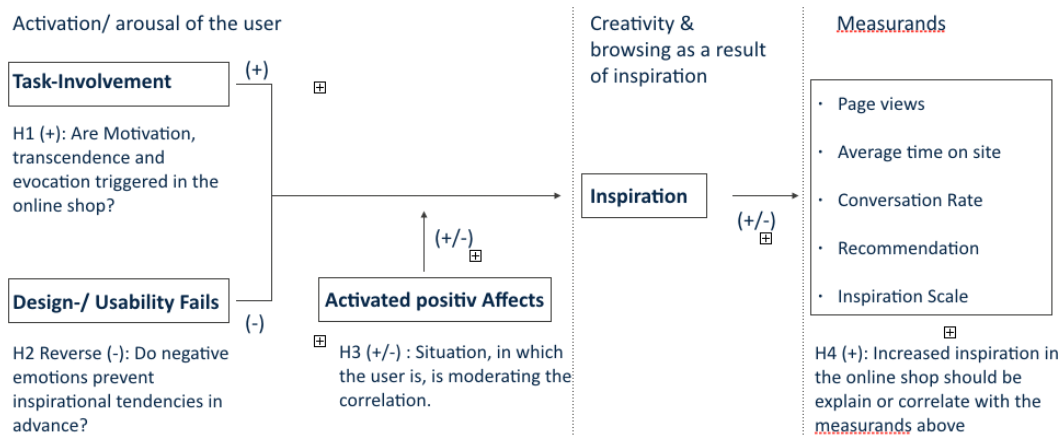 Activation/ arousal of the user
Task-Involvement
(+)
H1 (+): Are Motivation,
transcendence and
evocation triggered in the
online shop?
Design-/ Usability Fails
(-)
H2 Reverse (-): Do negative
emotions prevent
inspirational tendencies in
advance?
(+/-)
Activated positiv Affects
H3 (+/-) : Situation, in which
the user is, is moderating the
correlation.
Creativity &
browsing as a result
of inspiration
Inspiration
(+/-)
Measurands
· Page views
· Average time on site
· Conversation Rate
· Recommendation
· Inspiration Scale
H4 (+): Increased inspiration in
the online shop should be
explain or correlate with the
measurands above